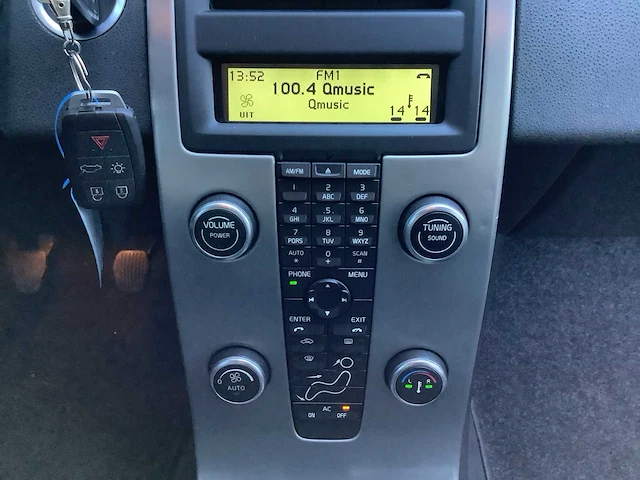 13:52 FM1
100.4 Qmusic
Qmusic
UIT 14 14
AM/FM MODE
1 2 3
ABC DEF
4 5 6
GHI JKL MNO
7 8 9
PQRS TUV WXYZ
AUTO 0 SCAN
* + #
VOLUME
POWER
TUNING
SOUND
PHONE MENU
ENTER EXIT
0 AUTO
L R
AC
ON OFF